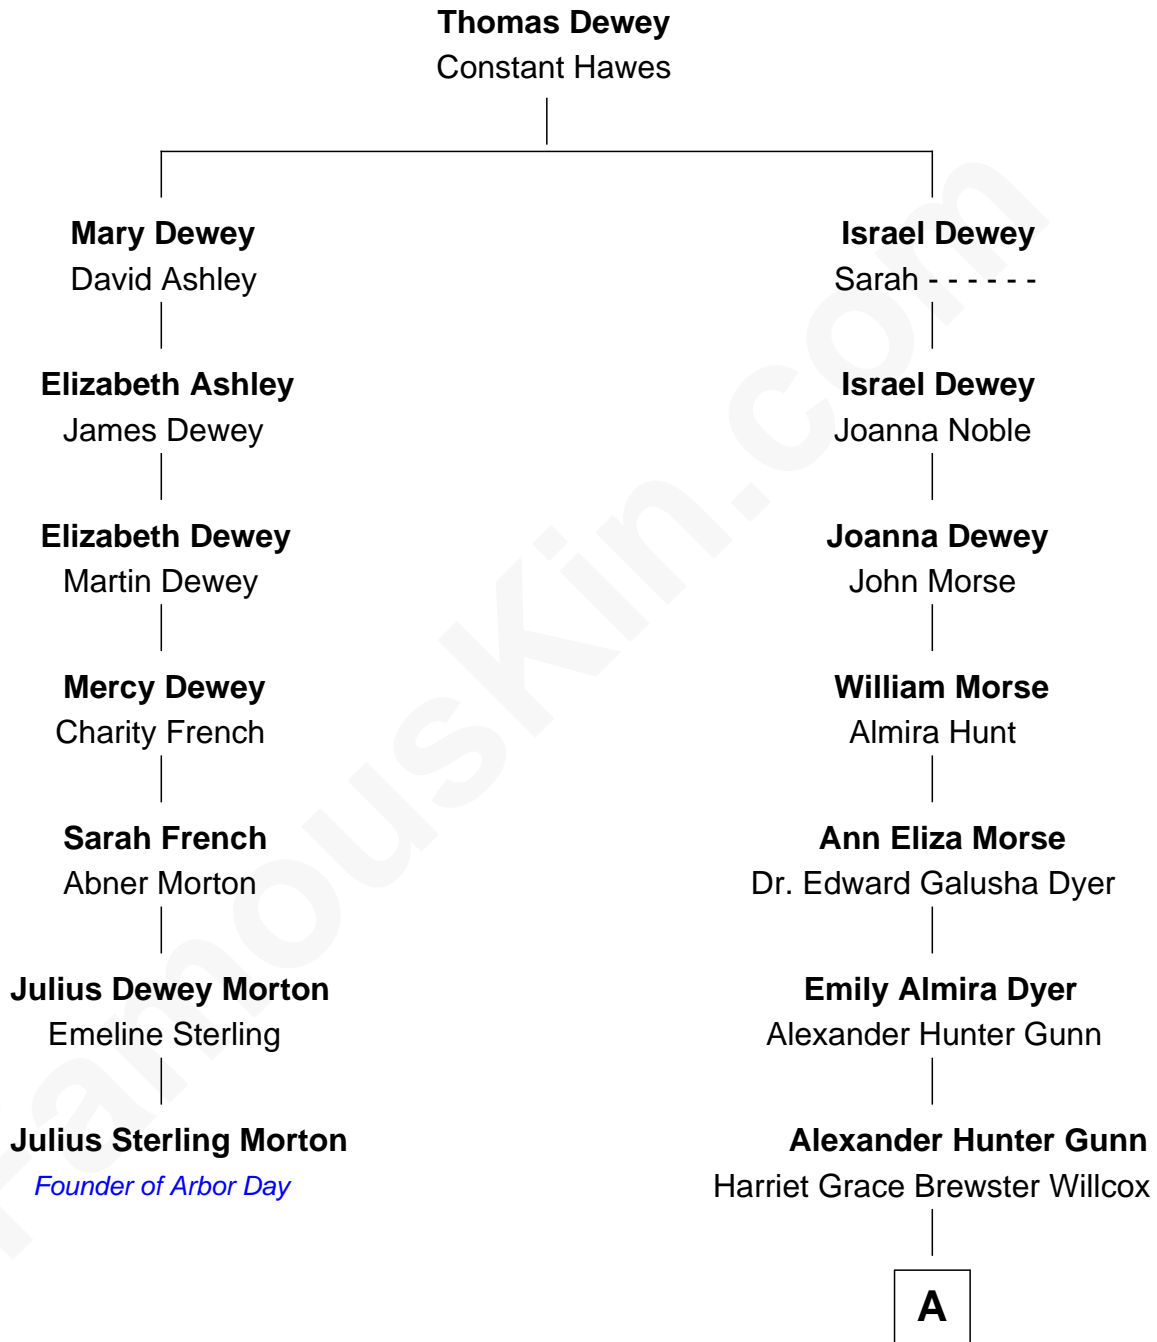 Thomas Dewey
Constant Hawes
Mary Dewey
David Ashley
Israel Dewey
Sarah - - - - - -
Elizabeth Ashley
James Dewey
Israel Dewey
Joanna Noble
Elizabeth Dewey
Martin Dewey
Joanna Dewey
John Morse
Mercy Dewey
Charity French
William Morse
Almira Hunt
Sarah French
Abner Morton
Ann Eliza Morse
Dr. Edward Galusha Dyer
Julius Dewey Morton
Emeline Sterling
Emily Almira Dyer
Alexander Hunter Gunn
Julius Sterling Morton
Founder of Arbor Day
Alexander Hunter Gunn
Harriet Grace Brewster Willcox
A
FamousKin.com